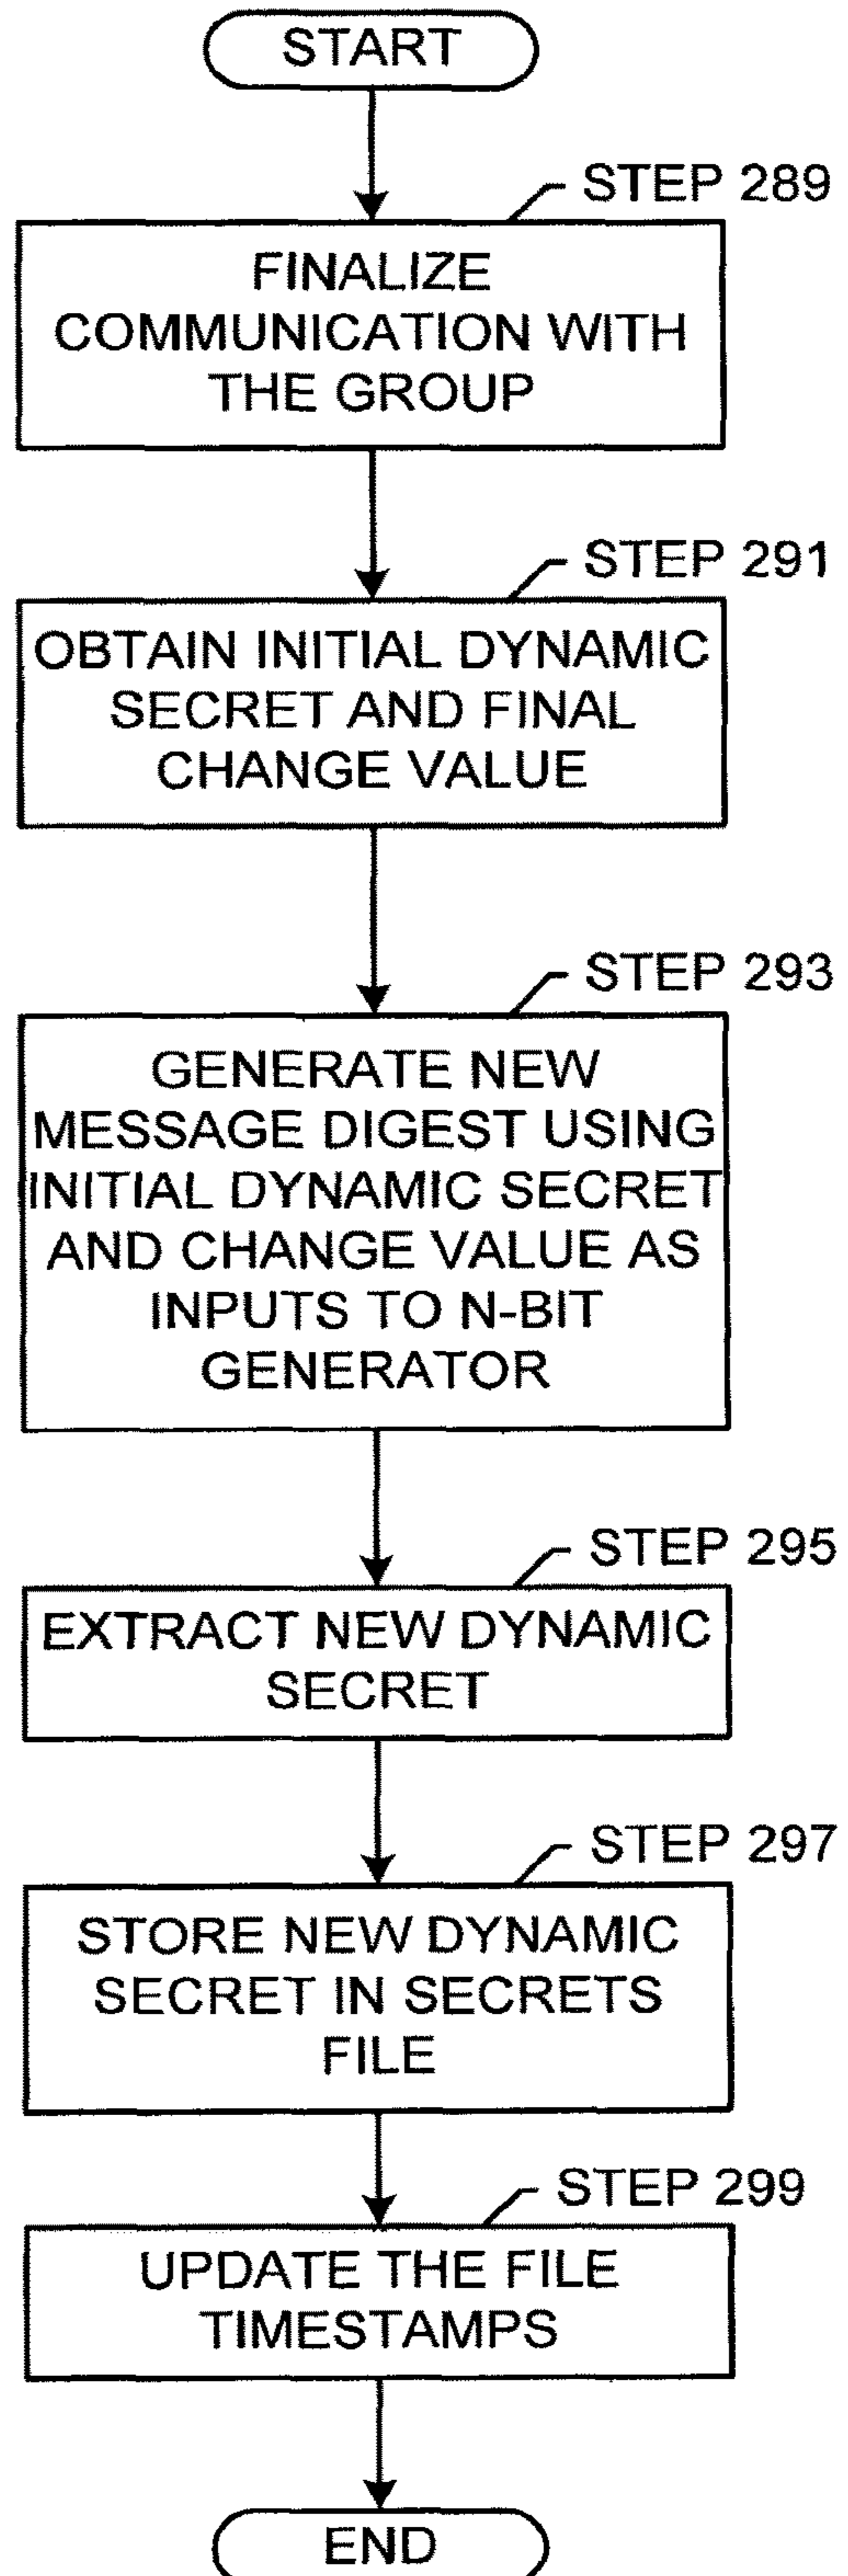 START
STEP 289
FINALIZE
COMMUNICATION WITH
THE GROUP
STEP 291
OBTAIN INITIAL DYNAMIC
SECRET AND FINAL
CHANGE VALUE
STEP 293
GENERATE NEW
MESSAGE DIGEST USING
INITIAL DYNAMIC SECRET
AND CHANGE VALUE AS
INPUTS TO N-BIT
GENERATOR
STEP 295
EXTRACT NEW DYNAMIC
SECRET
STEP 297
STORE NEW DYNAMIC
SECRET IN SECRETS
FILE
STEP 299
UPDATE THE FILE
TIMESTAMPS
END